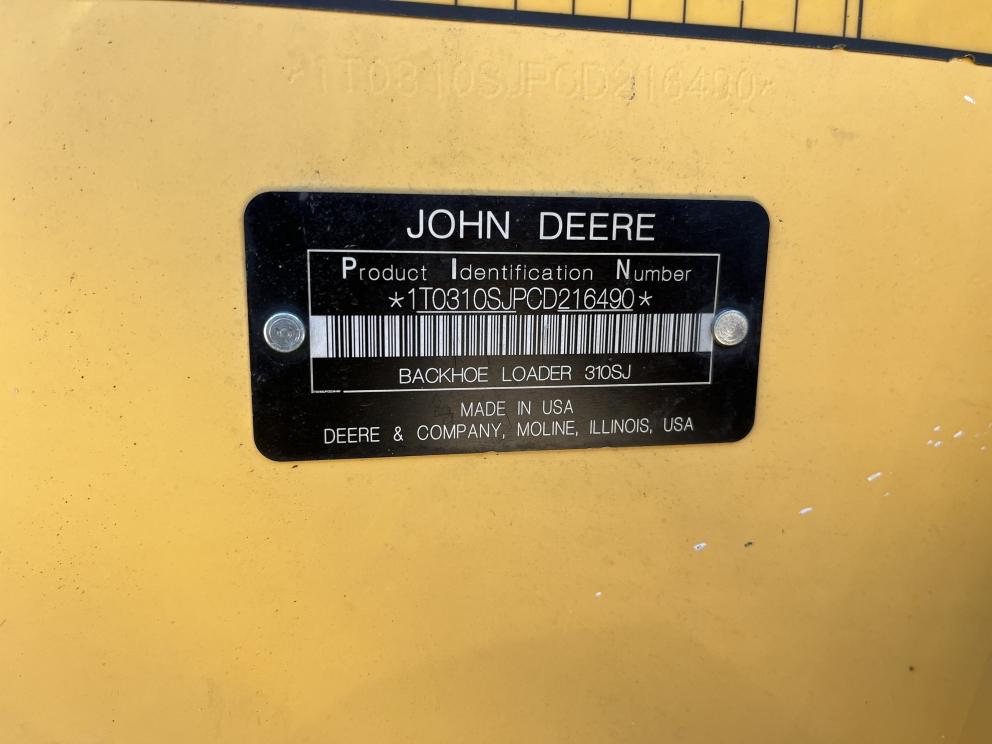 *1T0310SJPCD216490*
JOHN DEERE
Product Identification Number
*1T0310SJPCD216490*
BACKHOE LOADER 310SJ
MADE IN USA
DEERE & COMPANY, MOLINE, ILLINOIS, USA